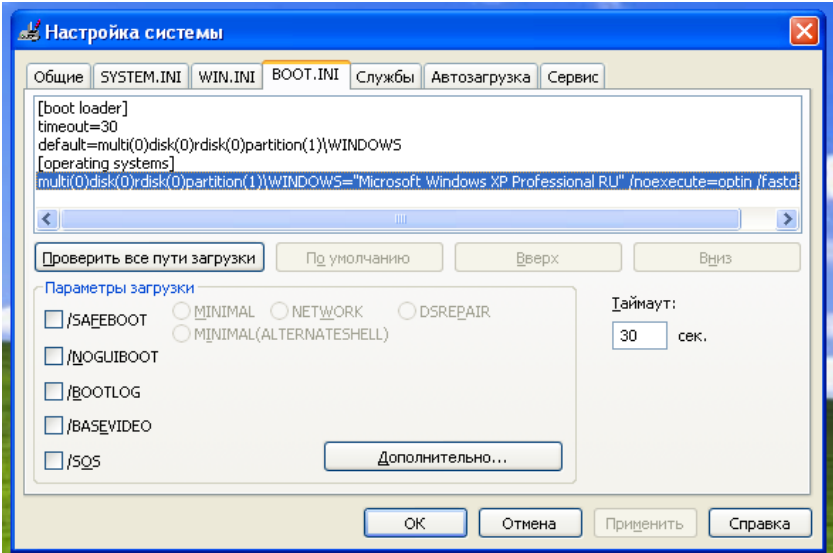 Настройка системы
Общие SYSTEM.INI WIN.INI BOOT.INI Службы Автозагрузка Сервис
[boot loader]
timeout=30
default=multi(0)disk(0)rdisk(0)partition(1)\WINDOWS
[operating systems]
multi(0)disk(0)rdisk(0)partition(1)\WINDOWS="Microsoft Windows XP Professional RU" /noexecute=optin /fastd
Проверить все пути загрузки По умолчанию Вверх Вниз
Параметры загрузки
/SAFEBOOT MINIMAL NETWORK DSREPAIR
MINIMAL(ALTERNATESHELL)
/NOGUIBOOT
/BOOTLOG
/BASEVIDEO
/SOS
Дополнительно...
Таймаут:
30 сек.
OK Отмена Применить Справка